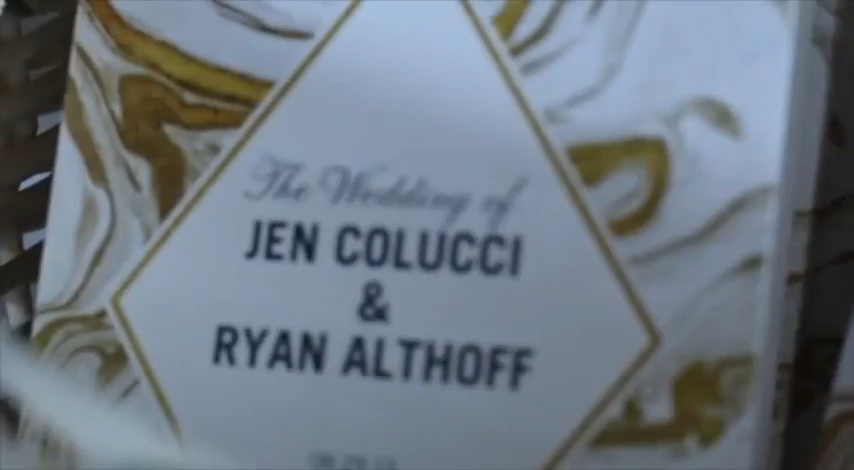 The Wedding of
JEN COLUCCI
&
RYAN ALTHOFF